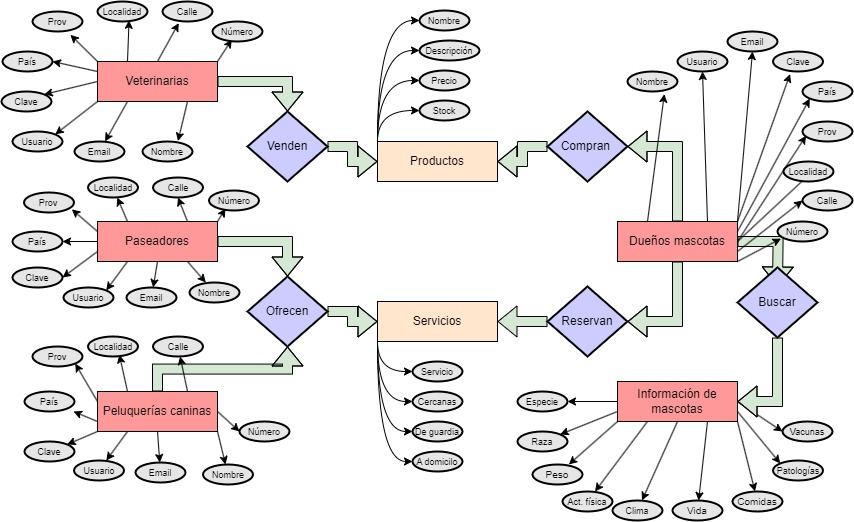 Prov
Localidad
Calle
Número
País
Clave
Usuario
Email
Nombre
Veterinarias
Venden
Nombre
Descripción
Precio
Stock
Productos
Compran
Nombre
Usuario
Email
Clave
País
Prov
Localidad
Calle
Número
Dueños mascotas
Prov
Localidad
Calle
Número
País
Clave
Usuario
Email
Nombre
Paseadores
Ofrecen
Servicios
Reservan
Buscar
Prov
Localidad
Calle
País
Clave
Usuario
Email
Nombre
Número
Peluquerías caninas
Servicio
Cercanas
De guardia
A domicilo
Información de
mascotas
Especie
Raza
Peso
Act. física
Clima
Vida
Comidas
Patologías
Vacunas